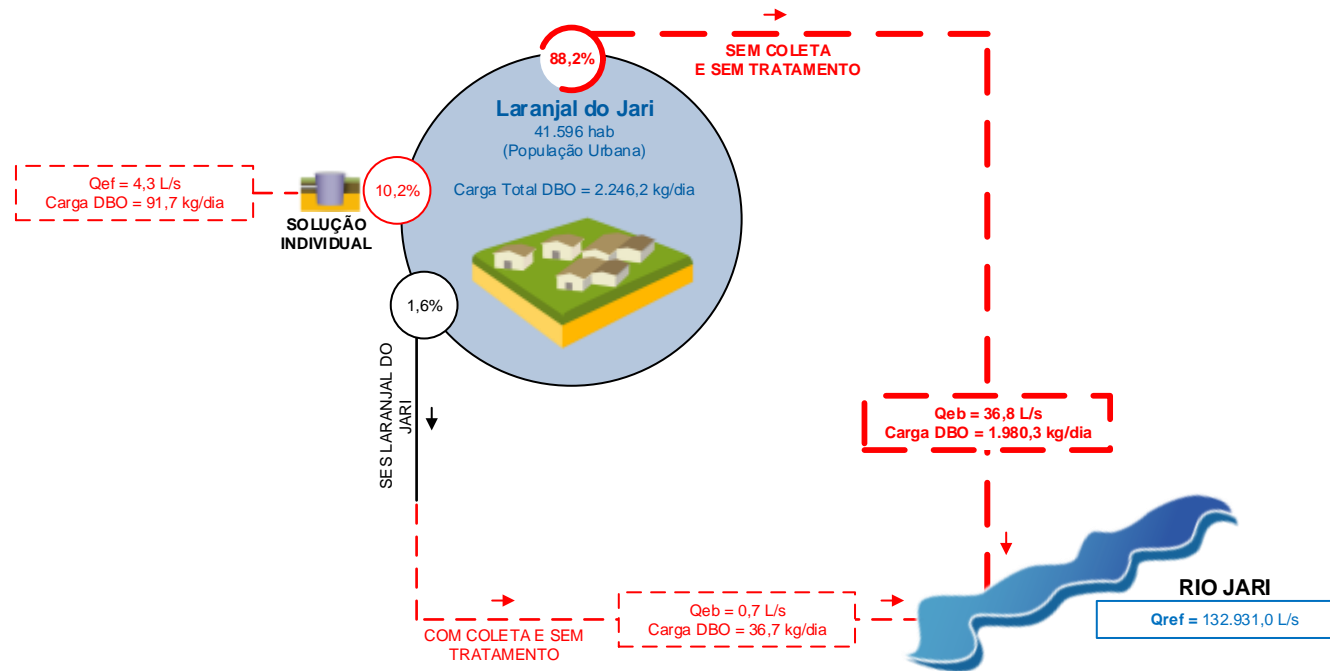 88,2%
SEM COLETA
E SEM TRATAMENTO
Laranjal do Jari
41.596 hab
(População Urbana)
Carga Total DBO = 2.246,2 kg/dia
Qef = 4,3 L/s
Carga DBO = 91,7 kg/dia
10,2%
SOLUÇÃO
INDIVIDUAL
1,6%
SES LARANJAL DO
JARI
Qeb = 36,8 L/s
Carga DBO = 1.980,3 kg/dia
RIO JARI
Qref = 132.931,0 L/s
Qeb = 0,7 L/s
Carga DBO = 36,7 kg/dia
COM COLETA E SEM
TRATAMENTO